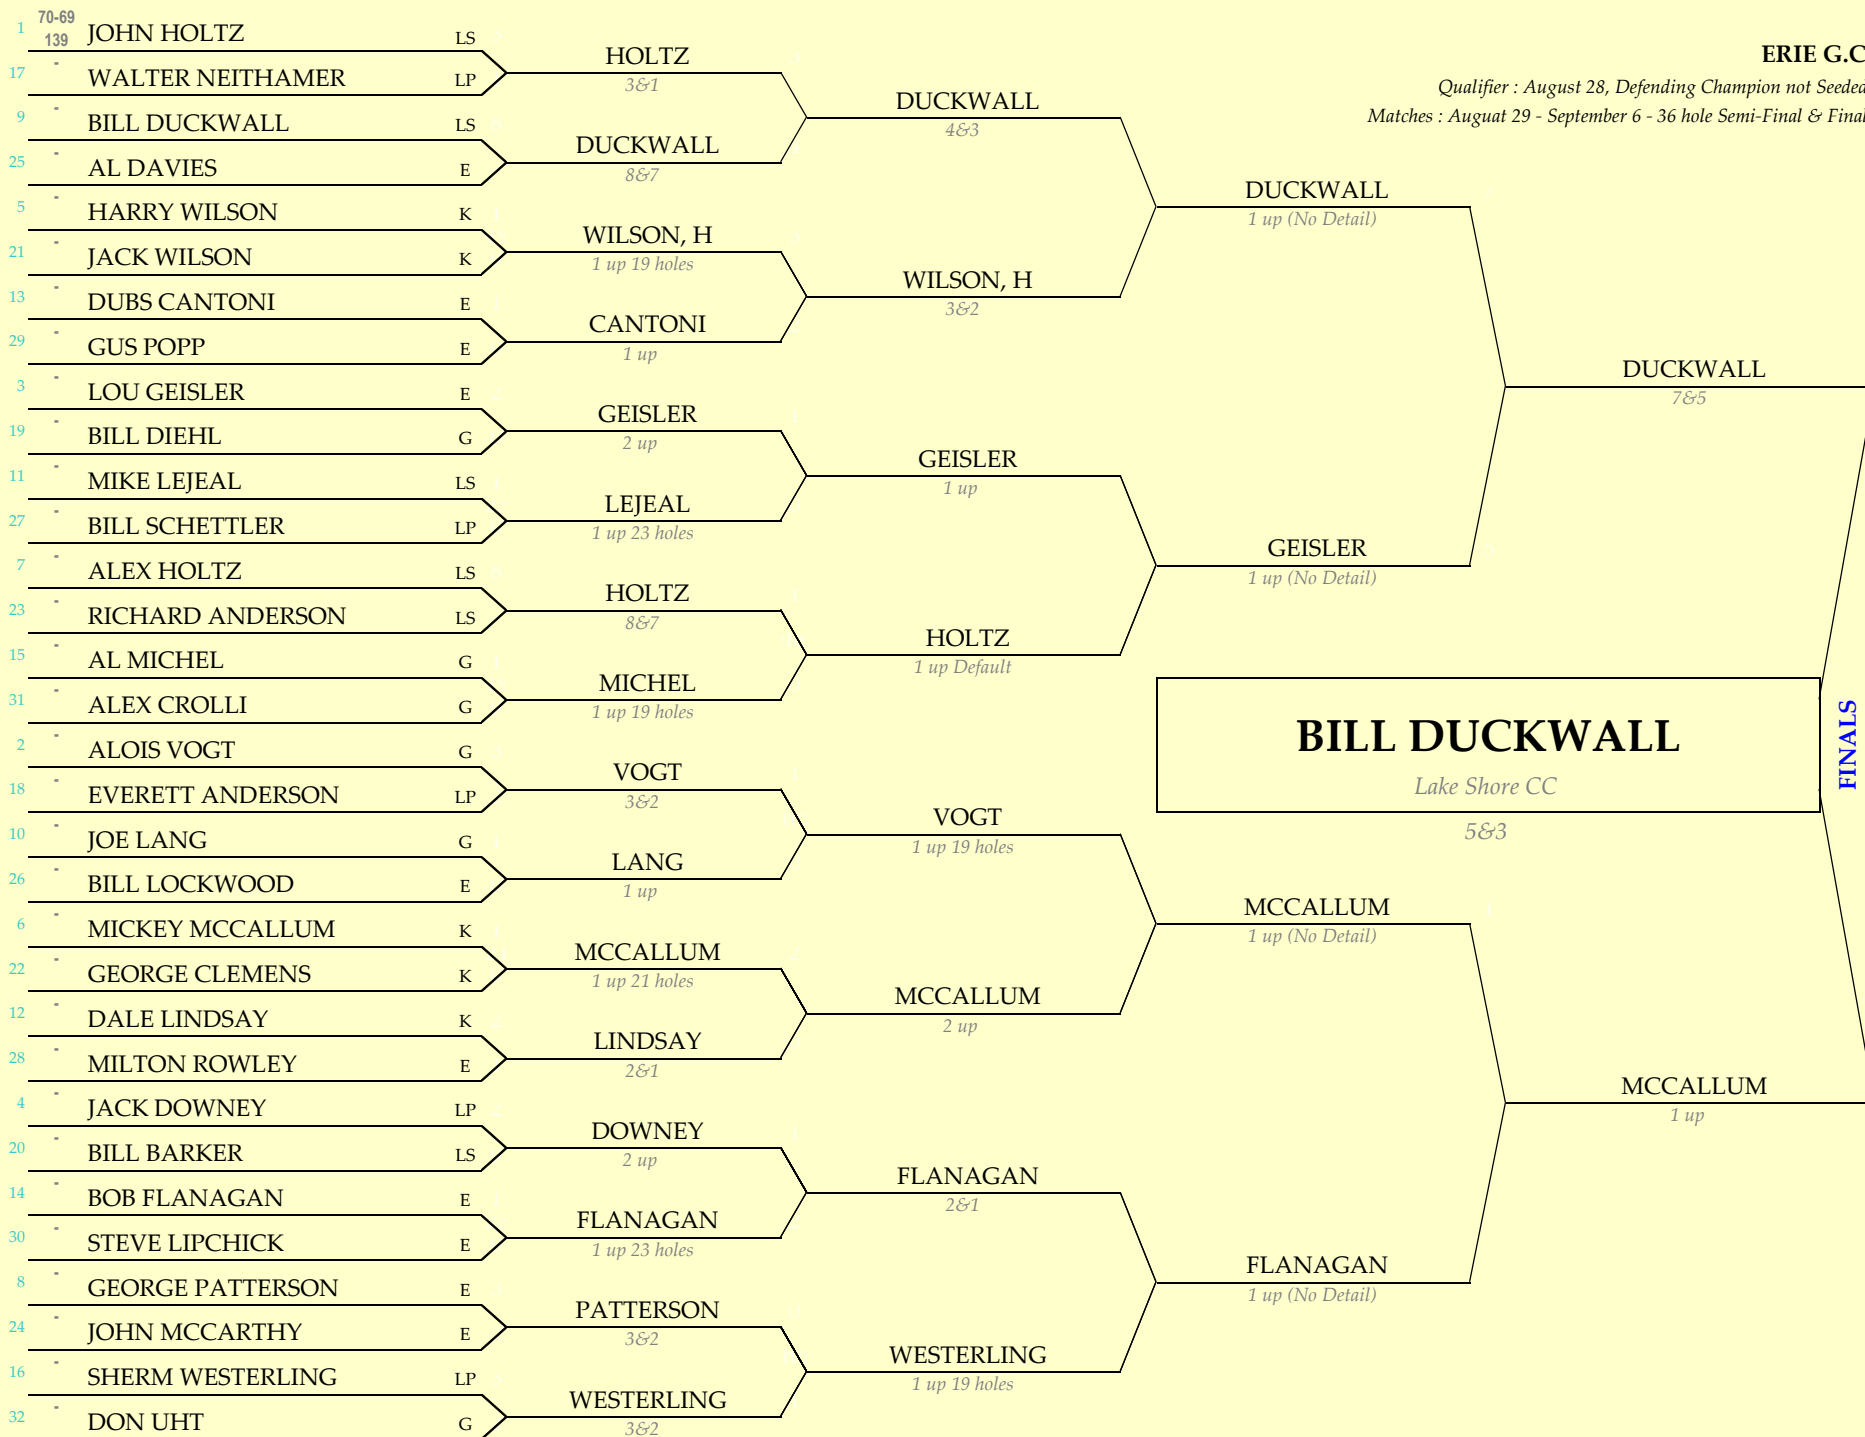 ERIE G.C
Qualifier : August 28, Defending Champion not Seeded
Matches : Auguat 29 - September 6 - 36 hole Semi-Final & Final
1 70-69 139 JOHN HOLTZ LS
17 - WALTER NEITHAMER LP
9 - BILL DUCKWALL LS
25 - AL DAVIES E
5 - HARRY WILSON K
21 - JACK WILSON K
13 - DUBS CANTONI E
29 - GUS POPP E
3 - LOU GEISLER E
19 - BILL DIEHL G
11 - MIKE LEJEAL LS
27 - BILL SCHETTLER LP
7 - ALEX HOLTZ LS
23 - RICHARD ANDERSON LS
15 - AL MICHEL G
31 - ALEX CROLLI G
2 - ALOIS VOGT G
18 - EVERETT ANDERSON LP
10 - JOE LANG G
26 - BILL LOCKWOOD E
6 - MICKEY MCCALLUM K
22 - GEORGE CLEMENS K
12 - DALE LINDSAY K
28 - MILTON ROWLEY E
4 - JACK DOWNEY LP
20 - BILL BARKER LS
14 - BOB FLANAGAN E
30 - STEVE LIPCHICK E
8 - GEORGE PATTERSON E
24 - JOHN MCCARTHY E
16 - SHERM WESTERLING LP
32 - DON UHT G
HOLTZ
3&1
DUCKWALL
8&7
WILSON, H
1 up 19 holes
CANTONI
1 up
GEISLER
2 up
LEJEAL
1 up 23 holes
HOLTZ
8&7
MICHEL
1 up 19 holes
VOGT
3&2
LANG
1 up
MCCALLUM
1 up 21 holes
LINDSAY
2&1
DOWNEY
2 up
FLANAGAN
1 up 23 holes
PATTERSON
3&2
WESTERLING
3&2
DUCKWALL
4&3
WILSON, H
3&2
GEISLER
1 up
HOLTZ
1 up Default
VOGT
1 up 19 holes
MCCALLUM
2 up
FLANAGAN
2&1
WESTERLING
1 up 19 holes
DUCKWALL
1 up (No Detail)
GEISLER
1 up (No Detail)
MCCALLUM
1 up (No Detail)
FLANAGAN
1 up (No Detail)
DUCKWALL
7&5
MCCALLUM
1 up
BILL DUCKWALL
Lake Shore CC
5&3
FINALS